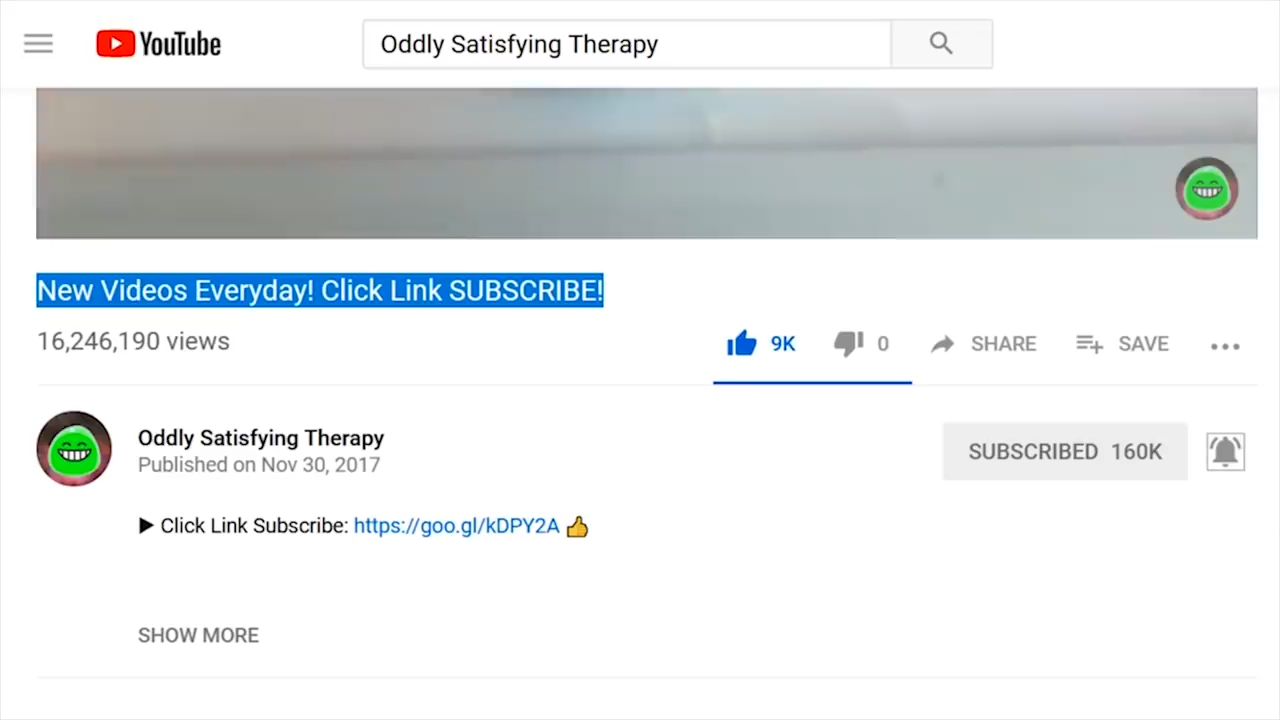 YouTube
Oddly Satisfying Therapy
New Videos Everyday! Click Link SUBSCRIBE!
16,246,190 views
9K 0 SHARE SAVE
Oddly Satisfying Therapy
Published on Nov 30, 2017
SUBSCRIBED 160K
▶ Click Link Subscribe: https://goo.gl/kDPY2A 👍
SHOW MORE